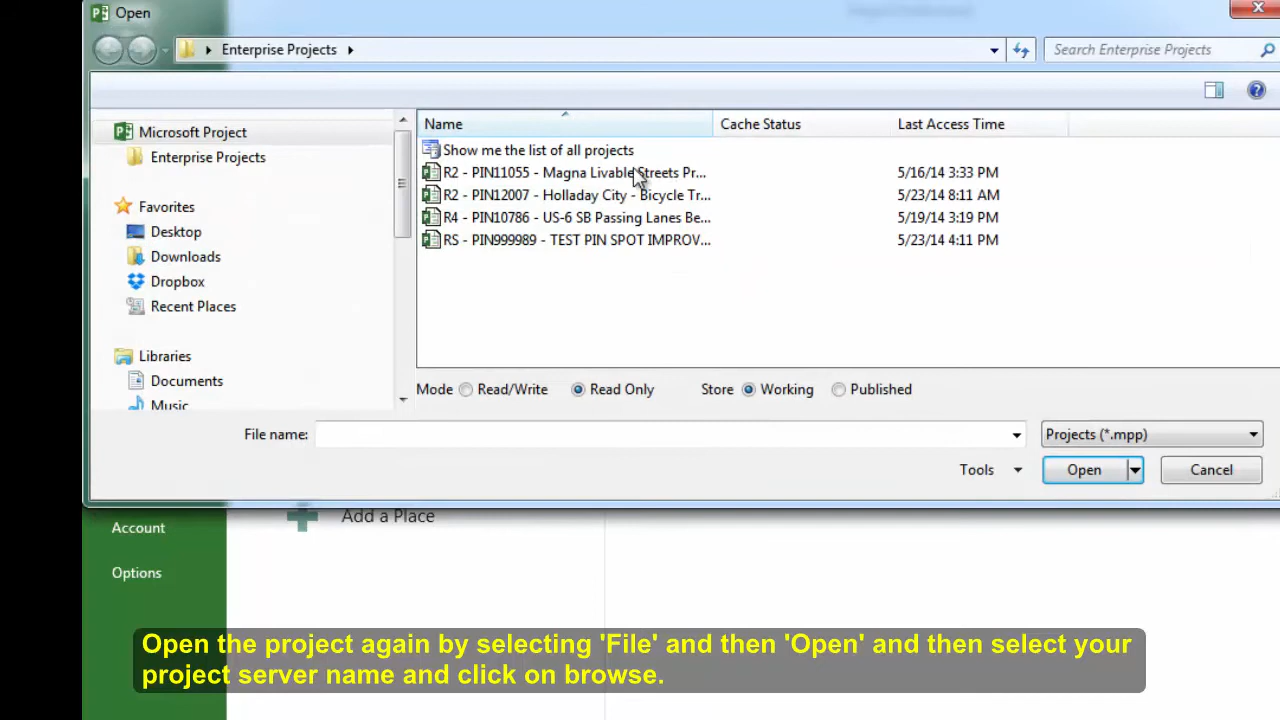 Open
Enterprise Projects
Search Enterprise Projects
Name Cache Status Last Access Time
Microsoft Project
Enterprise Projects
Favorites
Desktop
Downloads
Dropbox
Recent Places
Libraries
Documents
Music
Show me the list of all projects
R2 - PIN11055 - Magna Livable Streets Pr... 5/16/14 3:33 PM
R2 - PIN12007 - Holladay City - Bicycle Tr... 5/23/14 8:11 AM
R4 - PIN10786 - US-6 SB Passing Lanes Be... 5/19/14 3:19 PM
RS - PIN999989 - TEST PIN SPOT IMPROV... 5/23/14 4:11 PM
Mode Read/Write Read Only Store Working Published
File name: Projects (*.mpp)
Tools Open Cancel
Add a Place
Account
Options
Open the project again by selecting 'File' and then 'Open' and then select your
project server name and click on browse.